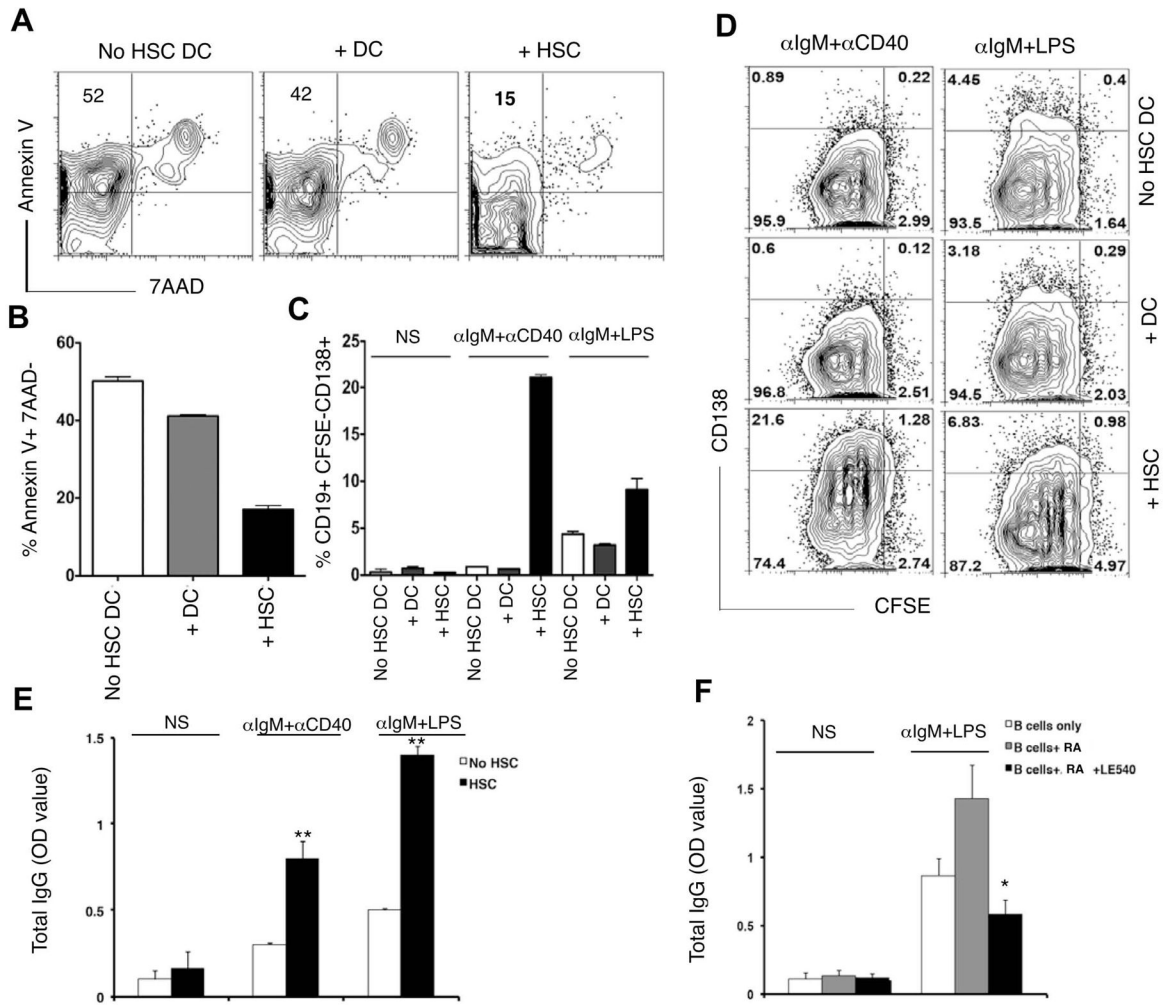 A
No HSC DC
+ DC
+ HSC
52
42
15
Annexin V
7AAD
B
% Annexin V+ 7AAD-
60
40
20
0
No HSC DC
+ DC
+ HSC
C
% CD19+ CFSE-CD138+
NS
αIgM+αCD40
αIgM+LPS
25
20
15
10
5
0
No HSC DC
+ DC
+ HSC
No HSC DC
+ DC
+ HSC
No HSC DC
+ DC
+ HSC
D
αIgM+αCD40
αIgM+LPS
0.89
0.22
95.9
2.99
4.45
0.4
93.5
1.64
No HSC DC
0.6
0.12
96.8
2.51
3.18
0.29
94.5
2.03
+ DC
21.6
1.28
74.4
2.74
6.83
0.98
87.2
4.97
+ HSC
CD138
CFSE
E
Total IgG (OD value)
NS
αIgM+αCD40
αIgM+LPS
1.5
1
0.5
0
**
**
No HSC
HSC
F
Total IgG (OD value)
NS
αIgM+LPS
2
1.5
1
0.5
0
*
B cells only
B cells+ RA
B cells+. RA +LE540